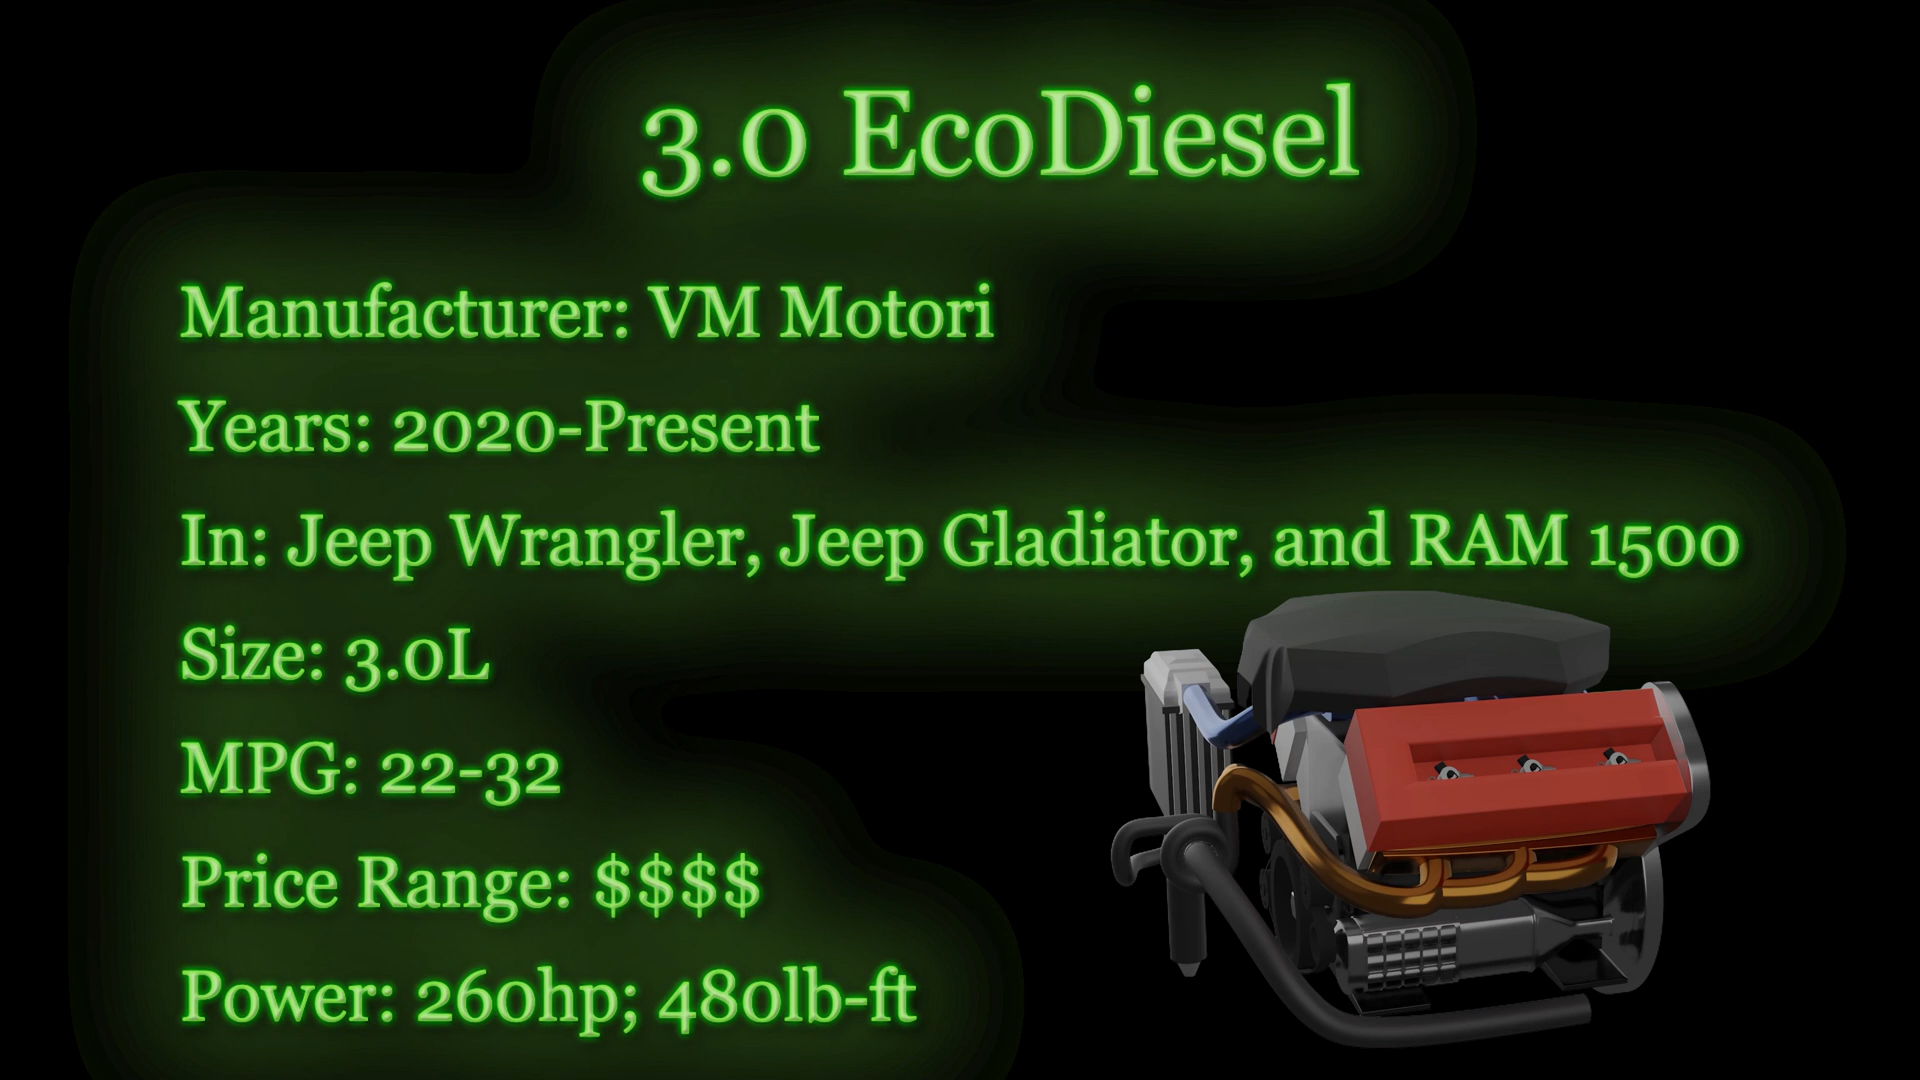 3.0 EcoDiesel
Manufacturer: VM Motori
Years: 2020-Present
In: Jeep Wrangler, Jeep Gladiator, and RAM 1500
Size: 3.0L
MPG: 22-32
Price Range: $$$$
Power: 260hp; 480lb-ft